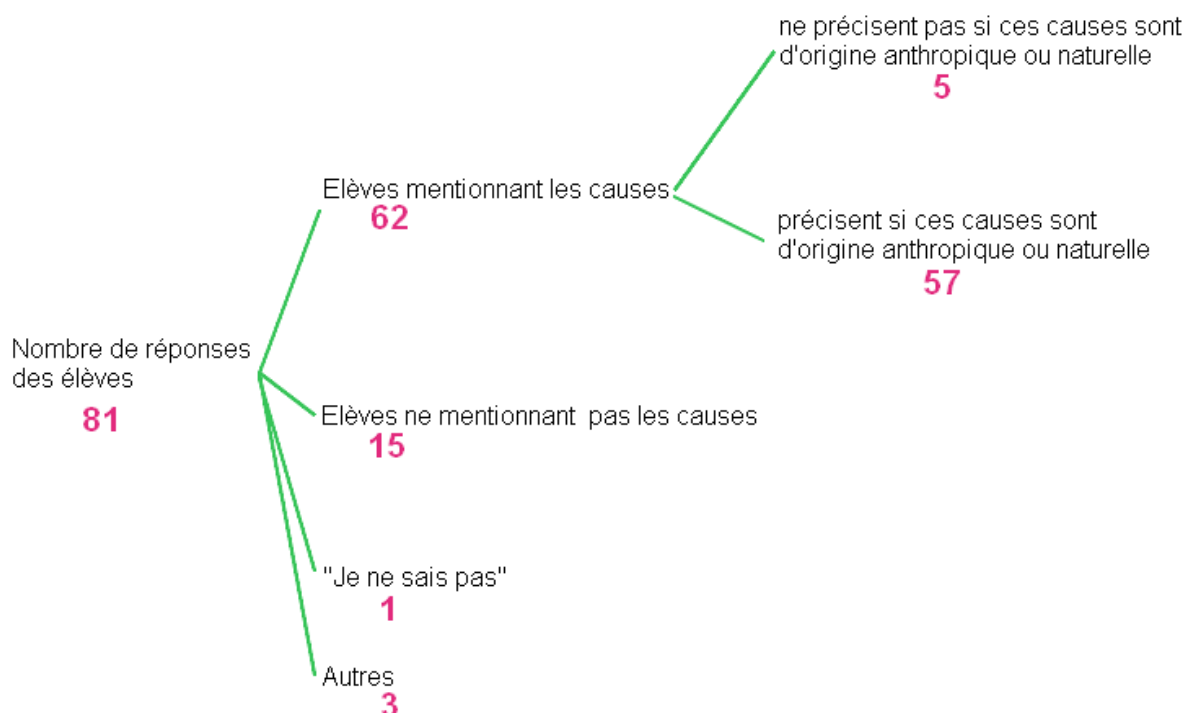 ne précisent pas si ces causes sont
d'origine anthropique ou naturelle
5
Elèves mentionnant les causes
62
précisent si ces causes sont
d'origine anthropique ou naturelle
57
Nombre de réponses
des élèves
81
Elèves ne mentionnant pas les causes
15
"Je ne sais pas"
1
Autres
3